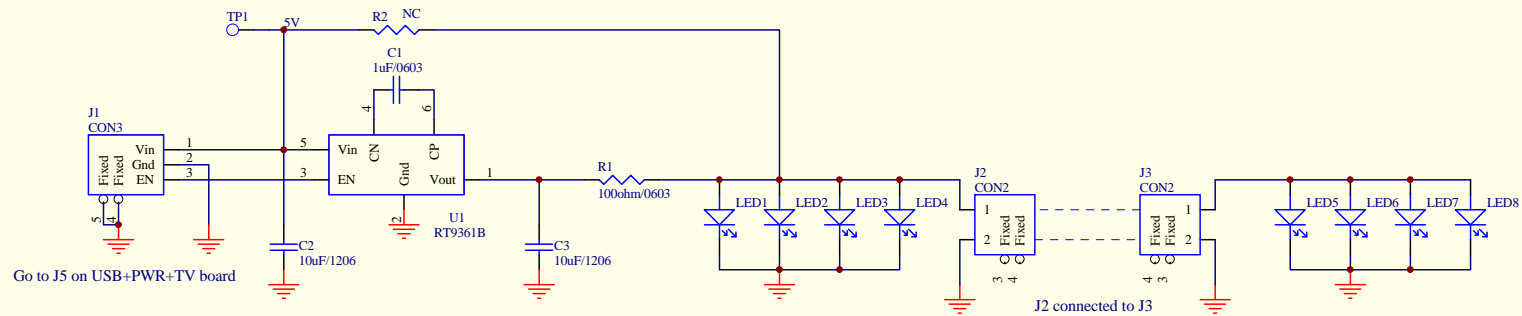 TP1
5V
R2
NC
C1
1uF/0603
4
6
J1
CON3
Vin
Gnd
EN
1
2
3
Fixed
Fixed
5
4
5
3
Vin
EN
CN
CP
Gnd
Vout
2
1
U1
RT9361B
R1
100ohm/0603
C2
10uF/1206
C3
10uF/1206
LED1
LED2
LED3
LED4
J2
CON2
1
2
Fixed
Fixed
3
4
J3
CON2
1
2
Fixed
Fixed
4
3
LED5
LED6
LED7
LED8
Go to J5 on USB+PWR+TV board
J2 connected to J3